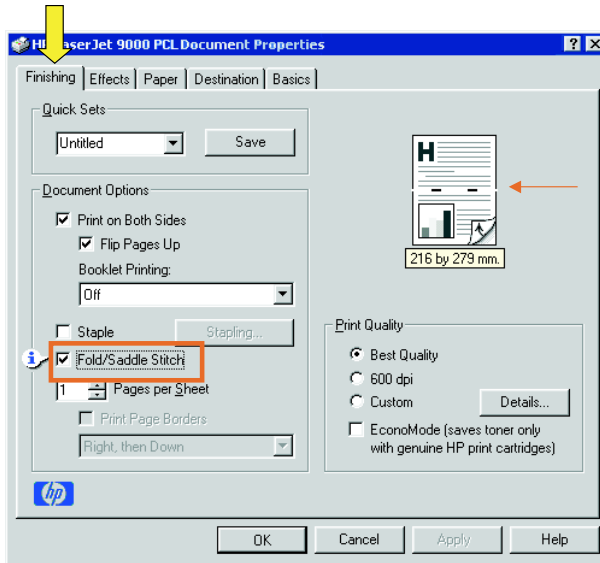 HP LaserJet 9000 PCL Document Properties
Finishing Effects Paper Destination Basics
Quick Sets
Untitled
Save
Document Options
Print on Both Sides
Flip Pages Up
Booklet Printing:
Off
Staple
Stapling...
Fold/Saddle Stitch
1 Pages per Sheet
Print Page Borders
Right, then Down
H
216 by 279 mm.
Print Quality
Best Quality
600 dpi
Custom
Details...
EconoMode (saves toner only
with genuine HP print cartridges)
hp
OK Cancel Apply Help